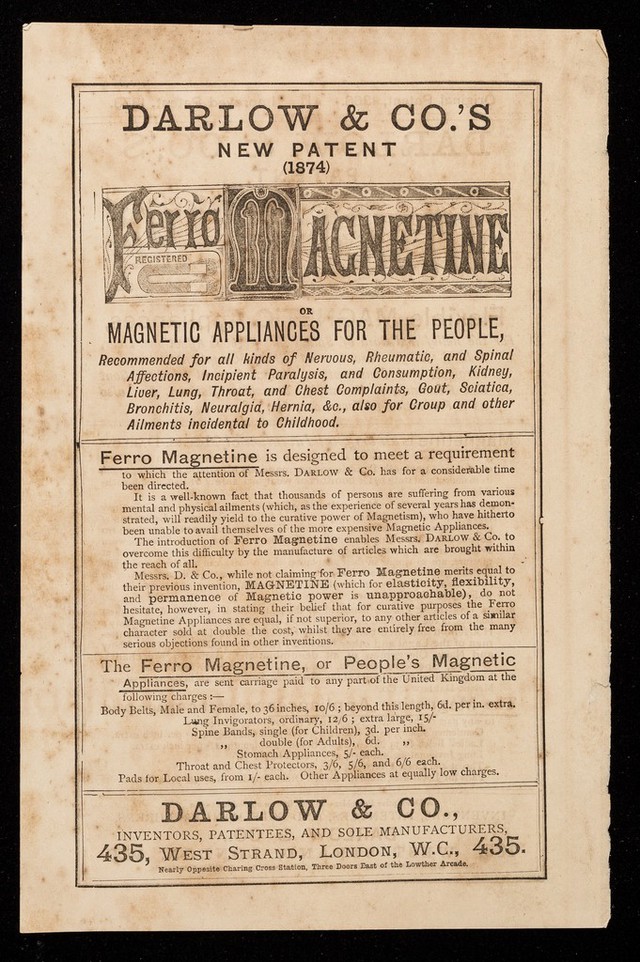 DARLOW & CO.'S
NEW PATENT
(1874)
Ferro MAGNETINE
REGISTERED
OR
MAGNETIC APPLIANCES FOR THE PEOPLE,
Recommended for all kinds of Nervous, Rheumatic, and Spinal
Affections, Incipient Paralysis, and Consumption, Kidney,
Liver, Lung, Throat, and Chest Complaints, Gout, Sciatica,
Bronchitis, Neuralgia, Hernia, &c., also for Croup and other
Ailments incidental to Childhood.
Ferro Magnetine is designed to meet a requirement
to which the attention of Messrs. DARLOW & Co. has for a considerable time
been directed.
It is a well-known fact that thousands of persons are suffering from various
mental and physical ailments (which, as the experience of several years has demon-
strated, will readily yield to the curative power of Magnetism), who have hitherto
been unable to avail themselves of the more expensive Magnetic Appliances.
The introduction of Ferro Magnetine enables Messrs. DARLOW & Co. to
overcome this difficulty by the manufacture of articles which are brought within
the reach of all.
Messrs. D. & Co., while not claiming for Ferro Magnetine merits equal to
their previous invention, MAGNETINE (which for elasticity, flexibility,
and permanence of Magnetic power is unapproachable), do not
hesitate, however, in stating their belief that for curative purposes the Ferro
Magnetine Appliances are equal, if not superior, to any other articles of a similar
character sold at double the cost, whilst they are entirely free from the many
serious objections found in other inventions.
The Ferro Magnetine, or People's Magnetic
Appliances, are sent carriage paid to any part of the United Kingdom at the
following charges :—
Body Belts, Male and Female, to 36 inches, 10/6 ; beyond this length, 6d. per in. extra.
Lung Invigorators, ordinary, 12/6 ; extra large, 15/-
Spine Bands, single (for Children), 3d. per inch.
„ double (for Adults), 6d. „
Stomach Appliances, 5/- each.
Throat and Chest Protectors, 3/6, 5/6, and 6/6 each.
Pads for Local uses, from 1/- each. Other Appliances at equally low charges.
DARLOW & CO.,
INVENTORS, PATENTEES, AND SOLE MANUFACTURERS,
435, WEST STRAND, LONDON, W.C., 435.
Nearly Opposite Charing Cross Station, Three Doors East of the Lowther Arcade.